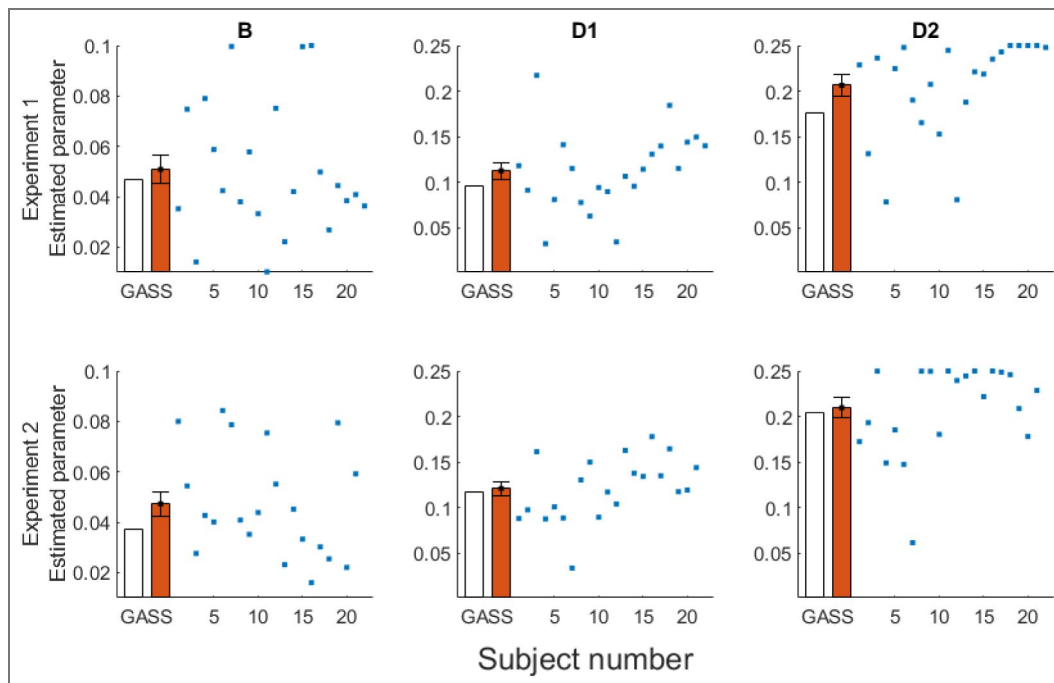 B D1 D2
Experiment 1
Estimated parameter
0.1
0.08
0.06
0.04
0.02
GASS 5 10 15 20
0.25
0.2
0.15
0.1
0.05
GASS 5 10 15 20
0.25
0.2
0.15
0.1
0.05
GASS 5 10 15 20
Experiment 2
Estimated parameter
0.1
0.08
0.06
0.04
0.02
GASS 5 10 15 20
0.25
0.2
0.15
0.1
0.05
GASS 5 10 15 20
0.25
0.2
0.15
0.1
0.05
GASS 5 10 15 20
Subject number